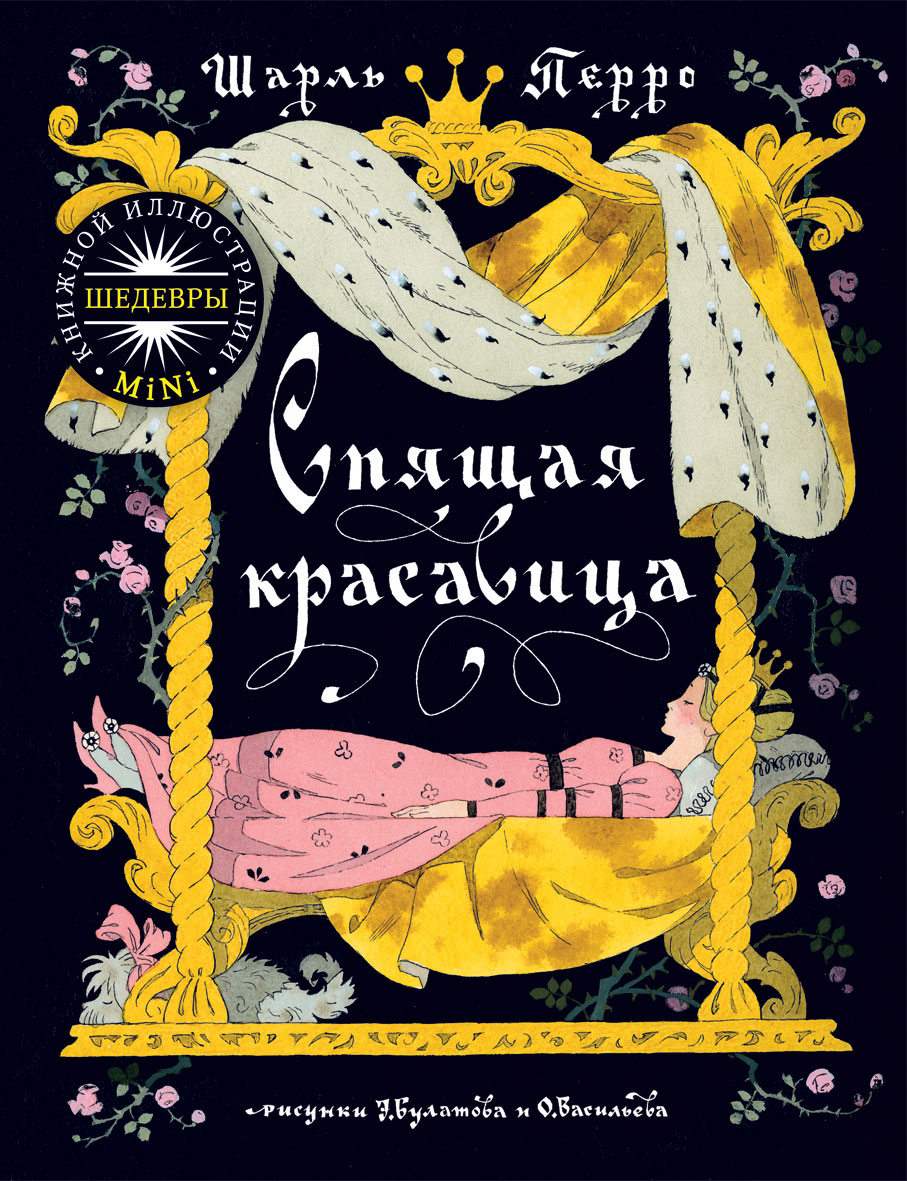 Шарль Перро
КНИЖНОЙ ИЛЛЮСТРАЦИИ
ШЕДЕВРЫ
• MiNi •
Спящая
красавица
рисунки Э.Булатова и О.Васильева